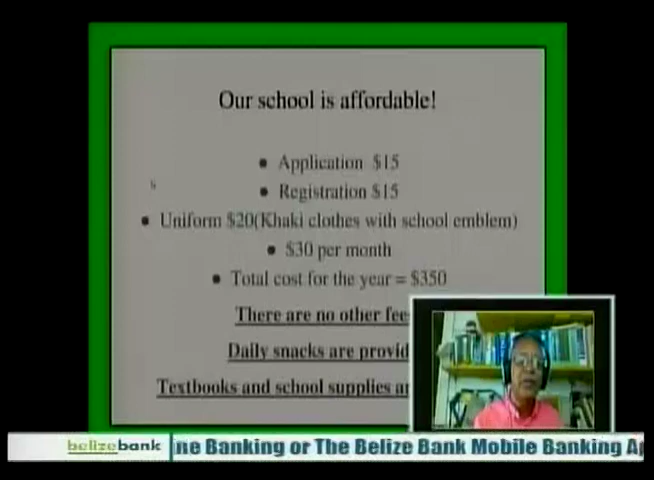 Our school is affordable!
• Application $15
• Registration $15
• Uniform $20(Khaki clothes with school emblem)
• $30 per month
• Total cost for the year = $350
There are no other fee
Daily snacks are provid
Textbooks and school supplies a
belizebank
ne Banking or The Belize Bank Mobile Banking A